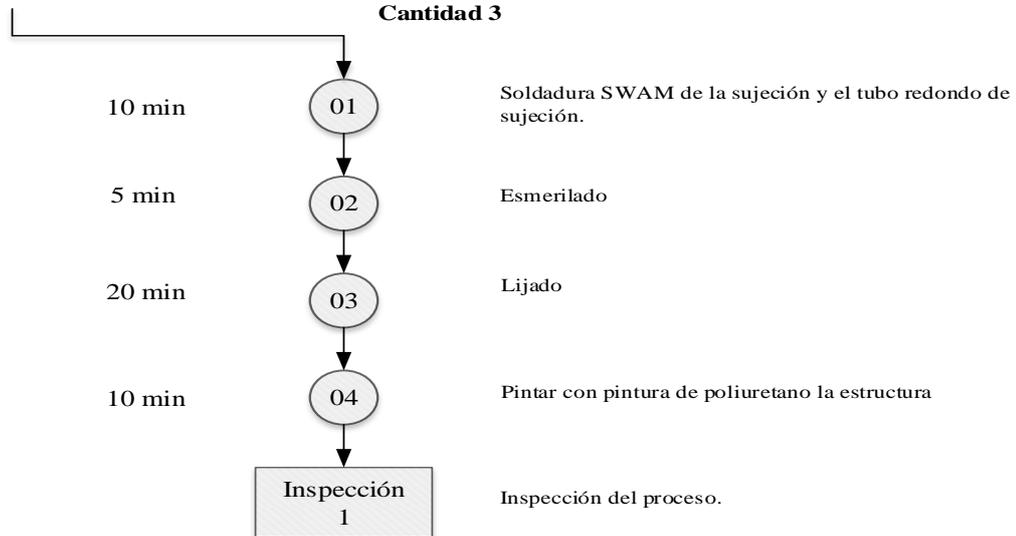 Cantidad 3
10 min
01
Soldadura SWAM de la sujeción y el tubo redondo de
sujeción.
5 min
02
Esmerilado
20 min
03
Lijado
10 min
04
Pintar con pintura de poliuretano la estructura
Inspección
1
Inspección del proceso.